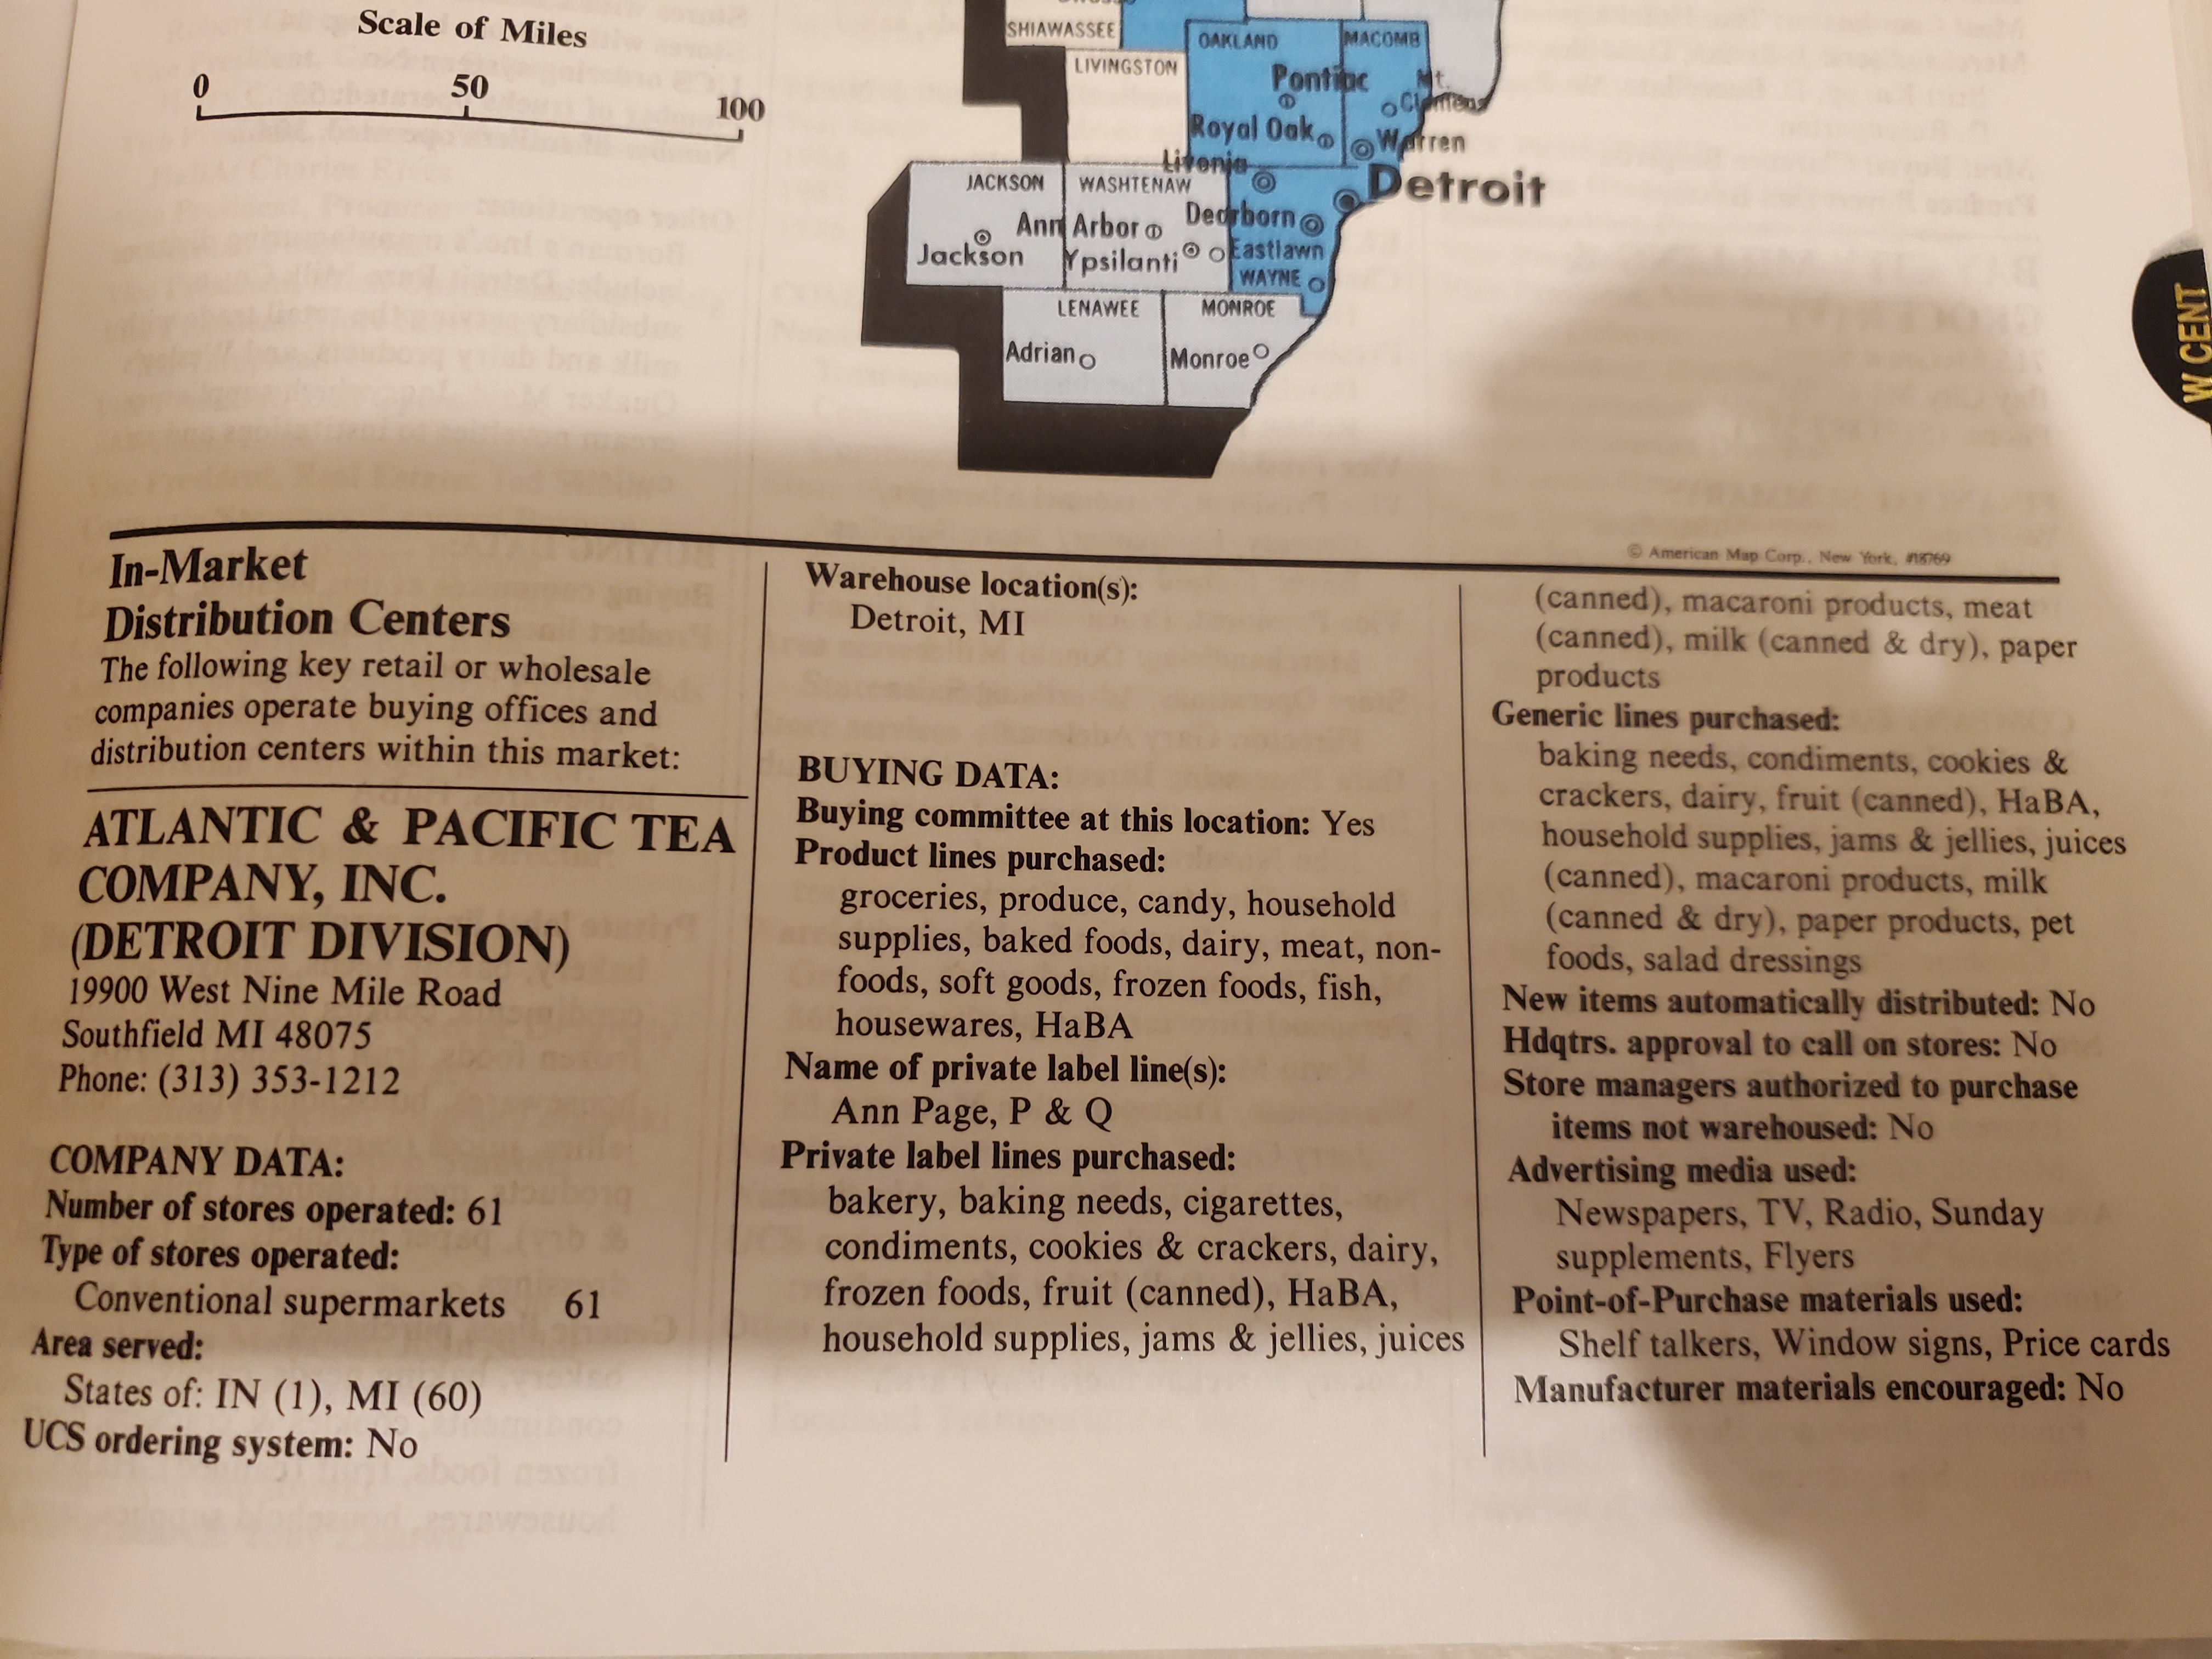 Scale of Miles
0 50 100
SHIAWASSEE
OAKLAND
MACOMB
LIVINGSTON
Pontiac
Mt.
Clemens
Royal Oak
Warren
Livonia
Detroit
JACKSON
WASHTENAW
Ann Arbor
Dearborn
Jackson
Ypsilanti
Eastlawn
WAYNE
LENAWEE
MONROE
Adrian
Monroe
W CENT
© American Map Corp., New York, #18769
In-Market
Distribution Centers
The following key retail or wholesale
companies operate buying offices and
distribution centers within this market:
ATLANTIC & PACIFIC TEA
COMPANY, INC.
(DETROIT DIVISION)
19900 West Nine Mile Road
Southfield MI 48075
Phone: (313) 353-1212
COMPANY DATA:
Number of stores operated: 61
Type of stores operated:
Conventional supermarkets 61
Area served:
States of: IN (1), MI (60)
UCS ordering system: No
Warehouse location(s):
Detroit, MI
BUYING DATA:
Buying committee at this location: Yes
Product lines purchased:
groceries, produce, candy, household
supplies, baked foods, dairy, meat, non-
foods, soft goods, frozen foods, fish,
housewares, HaBA
Name of private label line(s):
Ann Page, P & Q
Private label lines purchased:
bakery, baking needs, cigarettes,
condiments, cookies & crackers, dairy,
frozen foods, fruit (canned), HaBA,
household supplies, jams & jellies, juices
(canned), macaroni products, meat
(canned), milk (canned & dry), paper
products
Generic lines purchased:
baking needs, condiments, cookies &
crackers, dairy, fruit (canned), HaBA,
household supplies, jams & jellies, juices
(canned), macaroni products, milk
(canned & dry), paper products, pet
foods, salad dressings
New items automatically distributed: No
Hdqtrs. approval to call on stores: No
Store managers authorized to purchase
items not warehoused: No
Advertising media used:
Newspapers, TV, Radio, Sunday
supplements, Flyers
Point-of-Purchase materials used:
Shelf talkers, Window signs, Price cards
Manufacturer materials encouraged: No